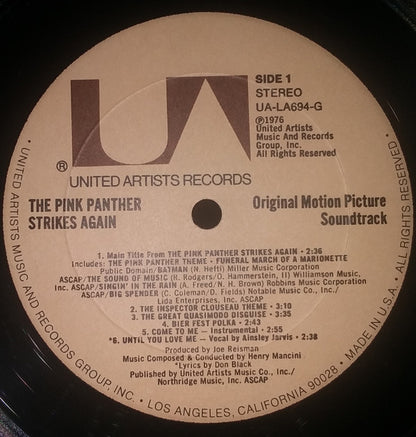 SIDE 1
STEREO
UA-LA694-G
℗1976
United Artists
Music And Records
Group, Inc.
All Rights Reserved
UA
®
UNITED ARTISTS RECORDS
THE PINK PANTHER
STRIKES AGAIN
Original Motion Picture
Soundtrack
1. Main Title From THE PINK PANTHER STRIKES AGAIN - 2:36
Includes: THE PINK PANTHER THEME - FUNERAL MARCH OF A MARIONETTE
Public Domain/BATMAN (N. Hefti) Miller Music Corporation
ASCAP/THE SOUND OF MUSIC (R. Rodgers/O. Hammerstein, II) Williamson Music,
Inc. ASCAP/SINGIN' IN THE RAIN (A. Freed/N. H. Brown) Robbins Music Corporation
ASCAP/BIG SPENDER (C. Coleman/D. Fields) Notable Music Co., Inc./
Lida Enterprises, Inc. ASCAP
2. THE INSPECTOR CLOUSEAU THEME - 3:10
3. THE GREAT QUASIMODO DISGUISE - 3:35
4. BIER FEST POLKA - 2:43
5. COME TO ME - Instrumental - 2:55
*6. UNTIL YOU LOVE ME - Vocal by Ainsley Jarvis - 2:38
Produced by Joe Reisman
Music Composed & Conducted by Henry Mancini
*Lyrics by Don Black
Published by United Artists Music Co., Inc./
Northridge Music, Inc. ASCAP
• UNITED ARTISTS MUSIC AND RECORDS GROUP, INC. • LOS ANGELES, CALIFORNIA 90028 • MADE IN U.S.A. •